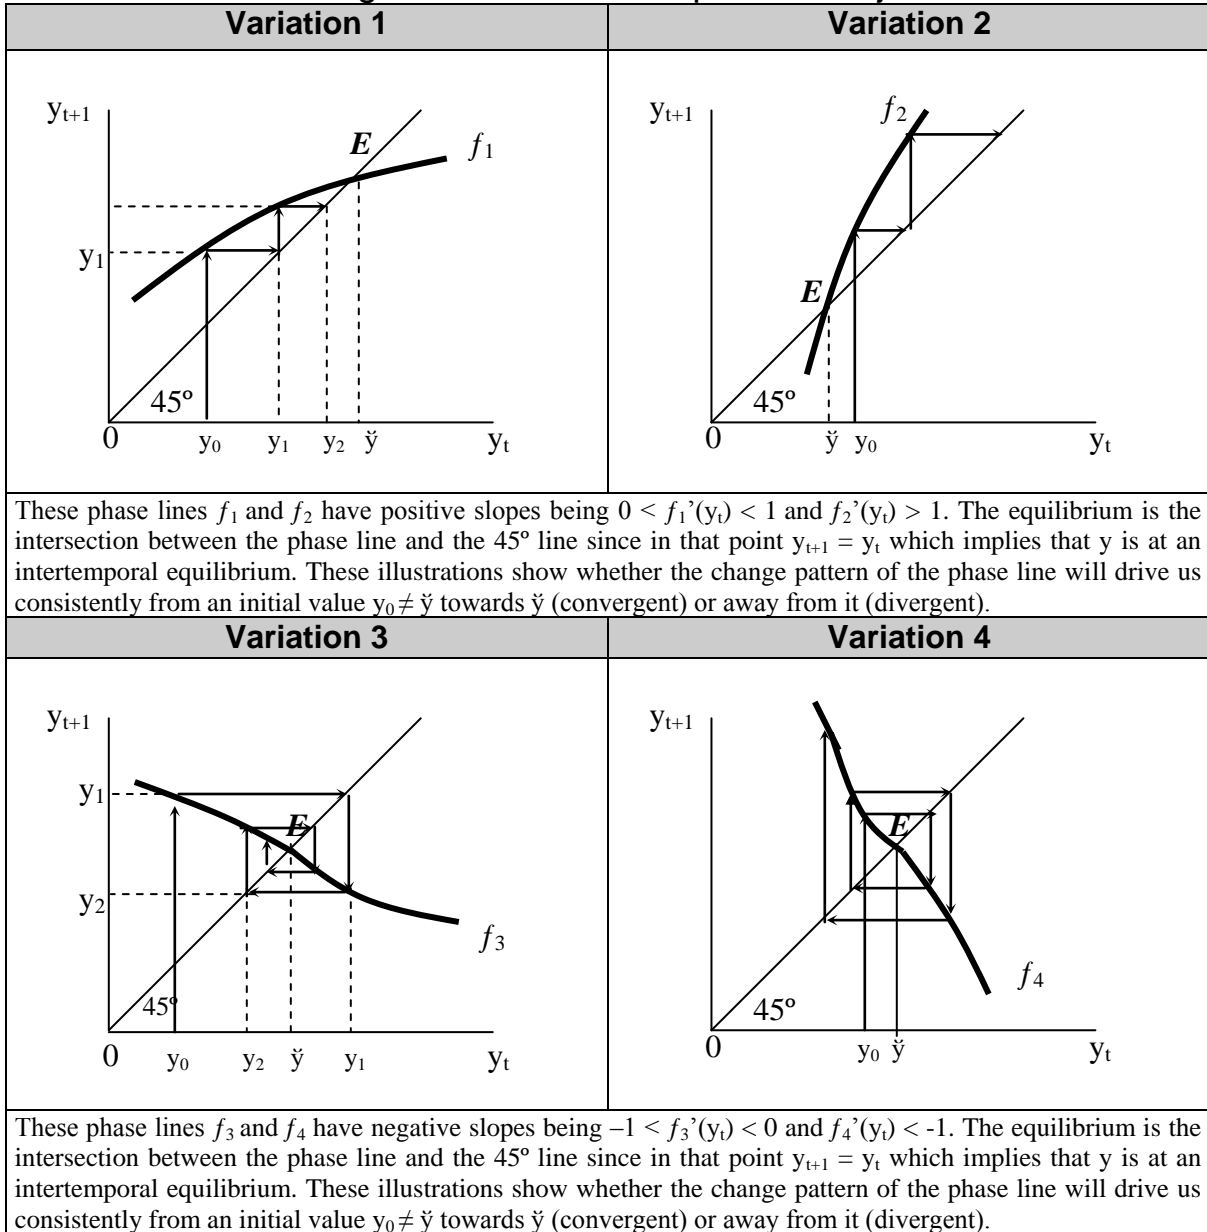 Variation 1
Variation 2
yt+1
E
f1
y1
45º
0
y0
y1
y2
ў
yt
yt+1
f2
E
45º
0
ў
y0
yt
These phase lines f1 and f2 have positive slopes being 0 < f1’(yt) < 1 and f2’(yt) > 1. The equilibrium is the
intersection between the phase line and the 45º line since in that point yt+1 = yt which implies that y is at an
intertemporal equilibrium. These illustrations show whether the change pattern of the phase line will drive us
consistently from an initial value y0 ≠ ў towards ў (convergent) or away from it (divergent).
Variation 3
Variation 4
yt+1
y1
E
y2
f3
45º
0
y0
y2
ў
y1
yt
yt+1
E
f4
45º
0
y0
ў
yt
These phase lines f3 and f4 have negative slopes being –1 < f3’(yt) < 0 and f4’(yt) < -1. The equilibrium is the
intersection between the phase line and the 45º line since in that point yt+1 = yt which implies that y is at an
intertemporal equilibrium. These illustrations show whether the change pattern of the phase line will drive us
consistently from an initial value y0 ≠ ў towards ў (convergent) or away from it (divergent).